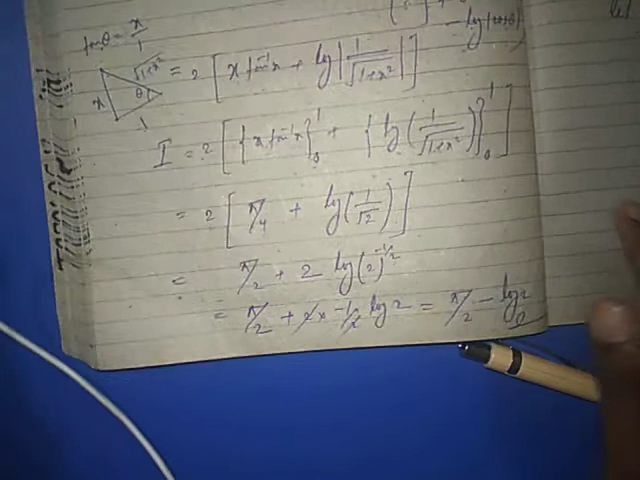 tanθ = x/1
- log|cosθ|
√1+x² x θ 1
= 2 [ x tan⁻¹x + log |1/√1+x²| ]
I = 2 [ { x tan⁻¹x }₀¹ + { log (1/√1+x²) }₀¹ ]
= 2 [ π/4 + log (1/√2) ]
= π/2 + 2 log (2)^-1/2
= π/2 + 2 x -1/2 log 2 = π/2 - log 2